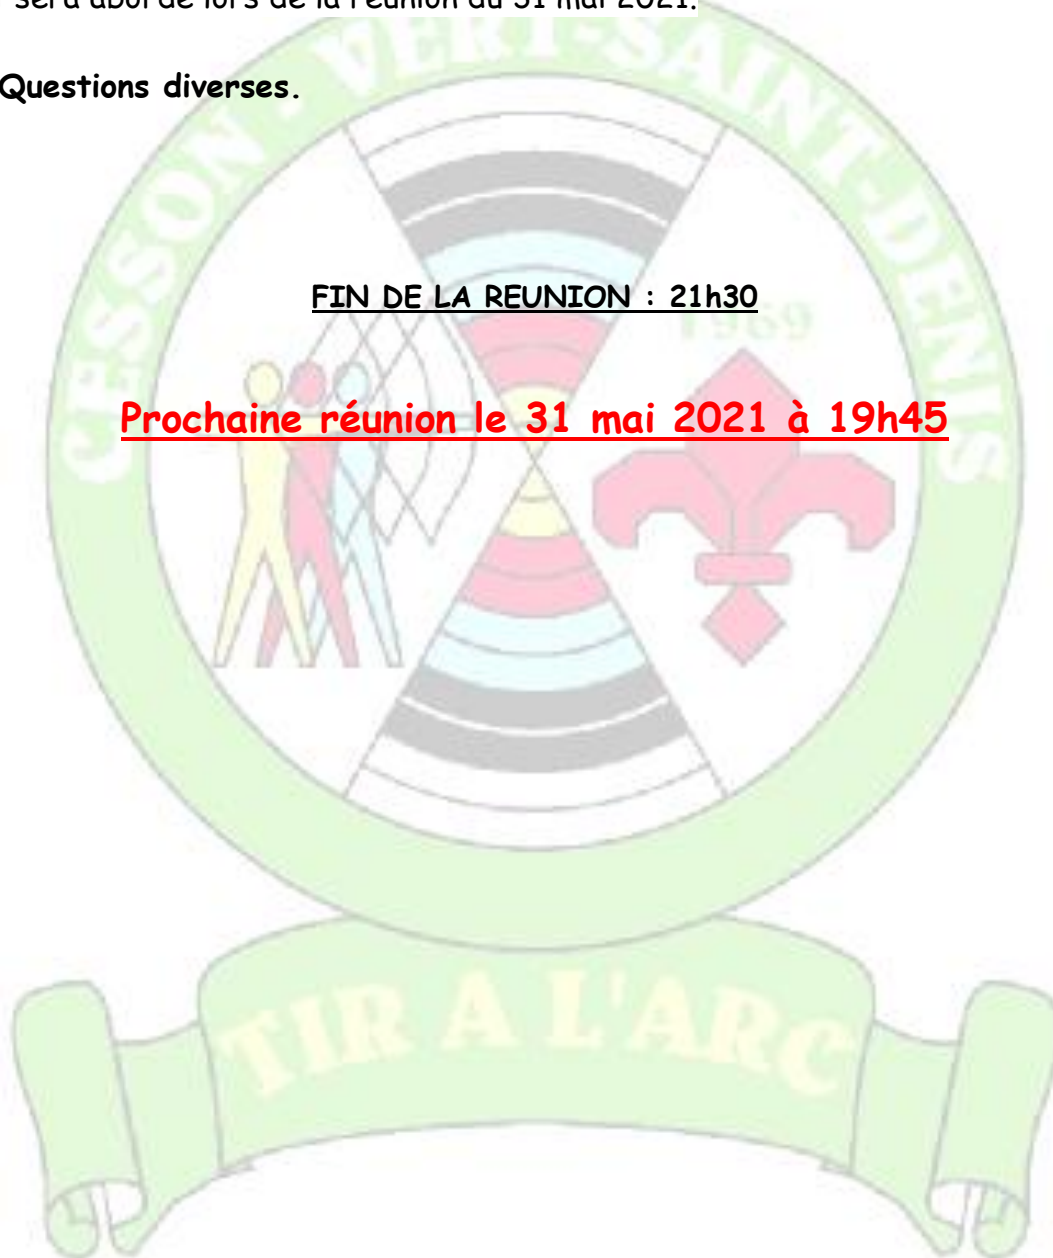 sera abordé lors de la réunion du 31 mai 2021.
Questions diverses.
CESSON - VERT-SAINT-DENIS
FIN DE LA REUNION : 21h30
1989
Prochaine réunion le 31 mai 2021 à 19h45
TIR A L'ARC